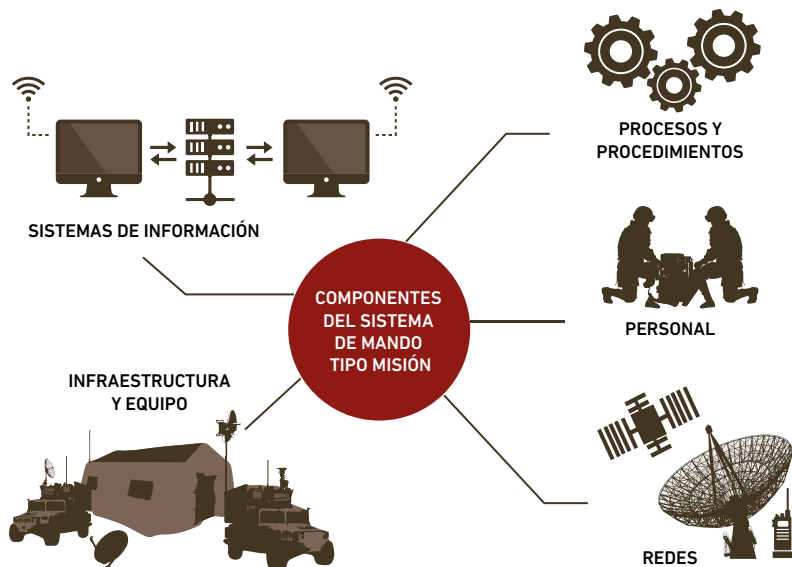 PROCESOS Y
PROCEDIMIENTOS
SISTEMAS DE INFORMACIÓN
COMPONENTES
DEL SISTEMA
DE MANDO
TIPO MISIÓN
PERSONAL
INFRAESTRUCTURA
Y EQUIPO
REDES